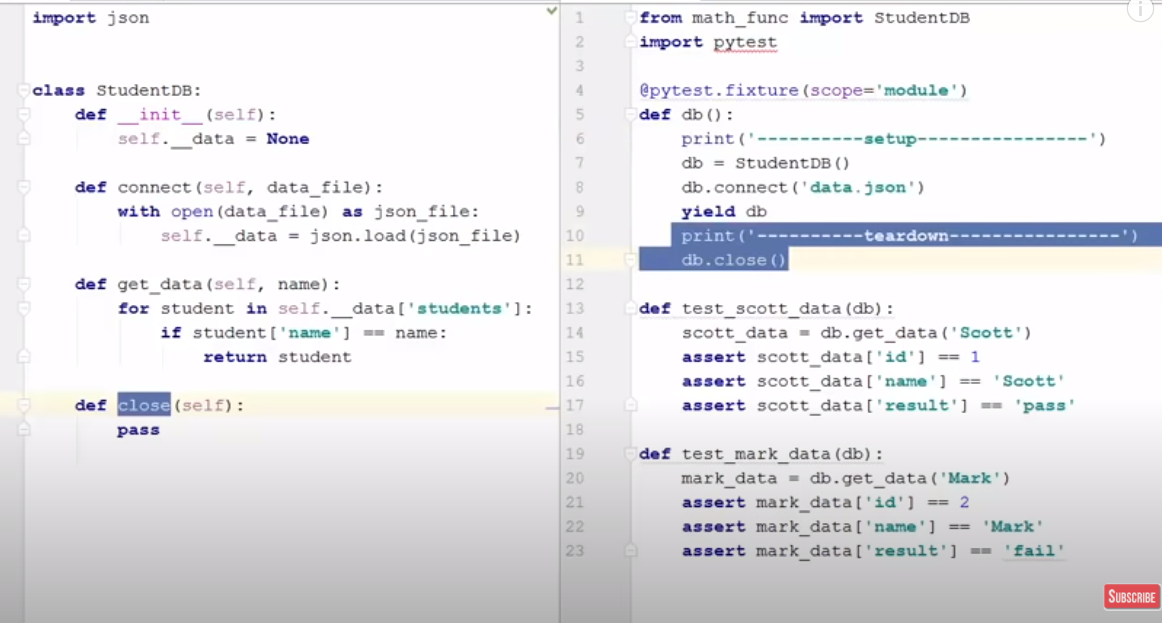 import json
class StudentDB:
    def __init__(self):
        self.__data = None
    def connect(self, data_file):
        with open(data_file) as json_file:
            self.__data = json.load(json_file)
    def get_data(self, name):
        for student in self.__data['students']:
            if student['name'] == name:
                return student
    def close(self):
        pass
1 from math_func import StudentDB
2 import pytest
3
4 @pytest.fixture(scope='module')
5 def db():
6     print('----------setup----------------')
7     db = StudentDB()
8     db.connect('data.json')
9     yield db
10     print('----------teardown----------------')
11     db.close()
12
13 def test_scott_data(db):
14     scott_data = db.get_data('Scott')
15     assert scott_data['id'] == 1
16     assert scott_data['name'] == 'Scott'
17     assert scott_data['result'] == 'pass'
18
19 def test_mark_data(db):
20     mark_data = db.get_data('Mark')
21     assert mark_data['id'] == 2
22     assert mark_data['name'] == 'Mark'
23     assert mark_data['result'] == 'fail'
SUBSCRIBE